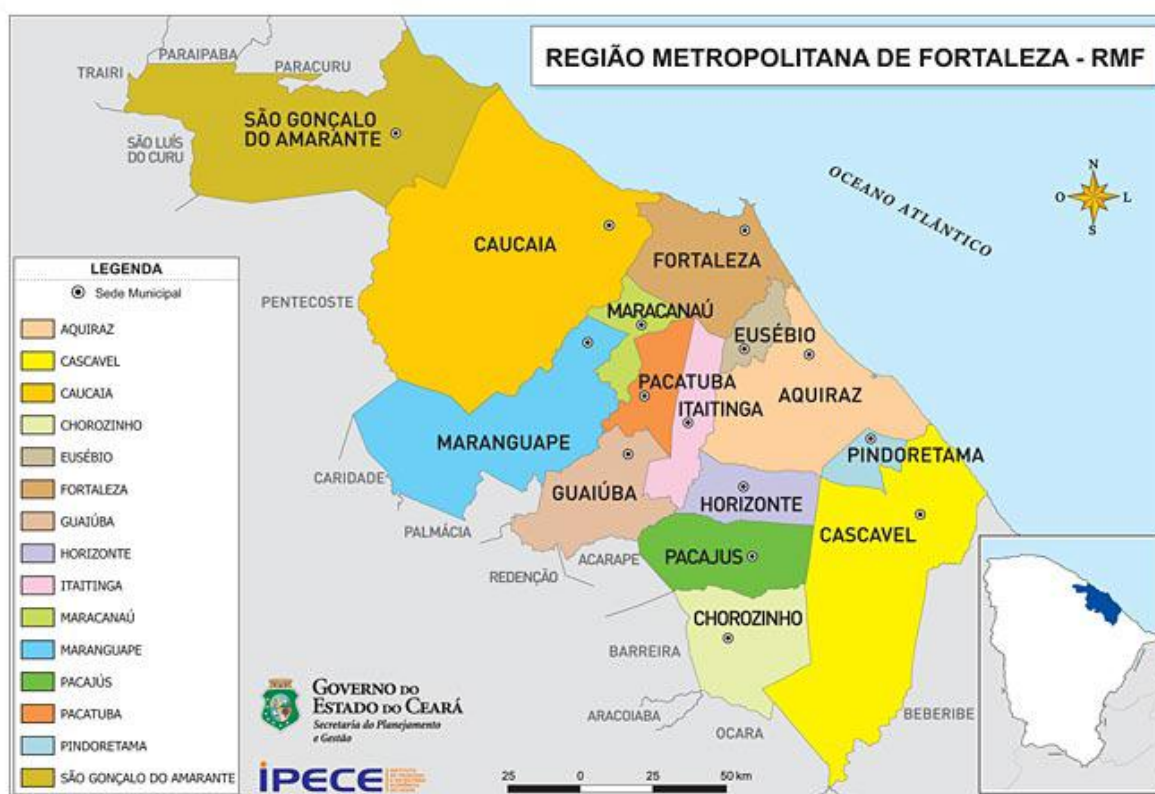 REGIÃO METROPOLITANA DE FORTALEZA - RMF
PARAIPABA
TRAIRI
PARACURU
SÃO GONÇALO
DO AMARANTE
SÃO LUÍS
DO CURU
OCEANO ATLÂNTICO
N
O
L
S
CAUCAIA
FORTALEZA
PENTECOSTE
MARACANAÚ
EUSÉBIO
PACATUBA
AQUIRAZ
ITAITINGA
MARANGUAPE
PINDORETAMA
CARIDADE
GUAIÚBA
HORIZONTE
PALMÁCIA
CASCAVEL
ACARAPE
PACAJUS
REDENÇÃO
CHOROZINHO
BARREIRA
ARACOIABA
OCARA
BEBERIBE
LEGENDA
Sede Municipal
AQUIRAZ
CASCAVEL
CAUCAIA
CHOROZINHO
EUSÉBIO
FORTALEZA
GUAIÚBA
HORIZONTE
ITAITINGA
MARACANAÚ
MARANGUAPE
PACAJÚS
PACATUBA
PINDORETAMA
SÃO GONÇALO DO AMARANTE
GOVERNO DO
ESTADO DO CEARÁ
Secretaria do Planejamento
e Gestão
IPECE
25 0 25 50 km